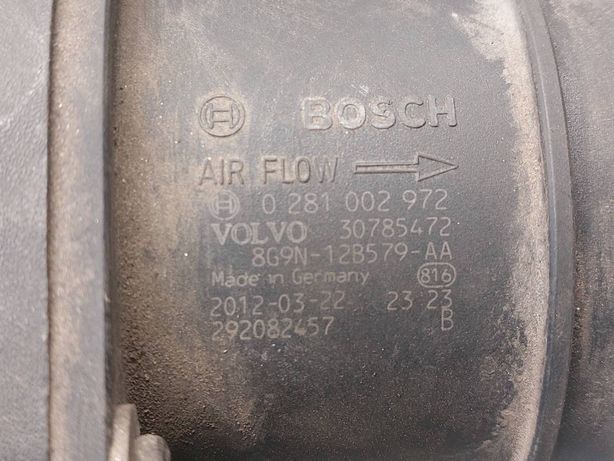 BOSCH
AIR FLOW
0 281 002 972
VOLVO 30785472
8G9N-12B579-AA
Made in Germany 816
2012-03-22 23 23
292082457 B